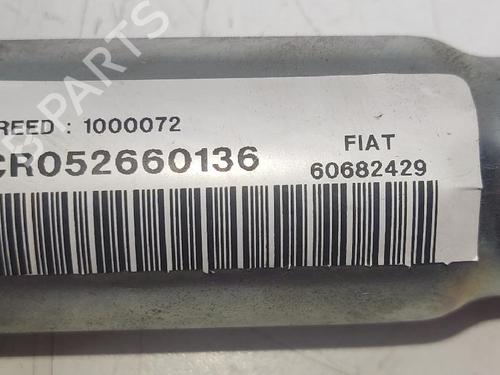 PARTS
REED : 1000072
CR052660136
FIAT
60682429